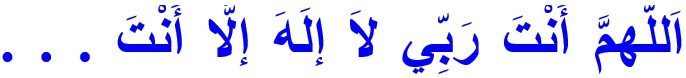 اَللّهمَّ أَنْتَ رَبِّي لاَ إِلَهَ إِلّا أَنْتَ . . .